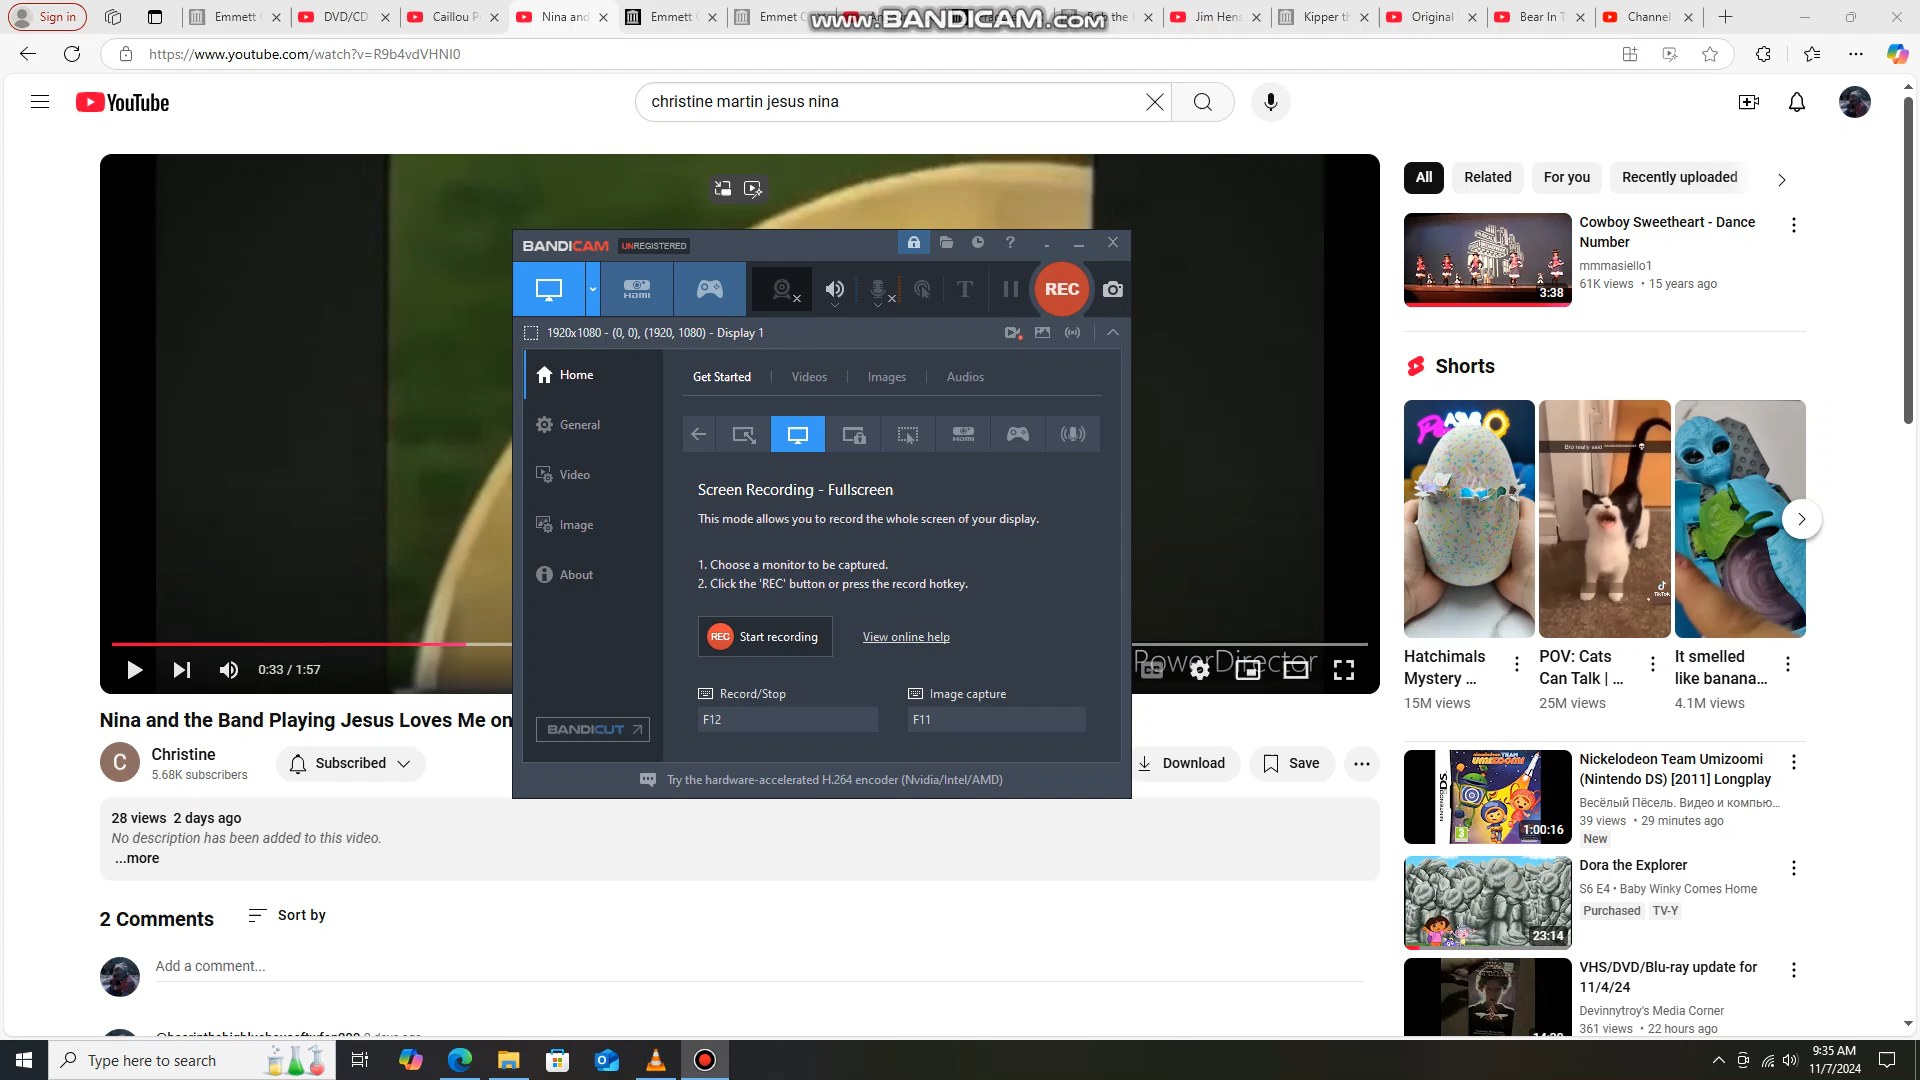 Sign in
Emmett C
DVD/CD
Caillou P
Nina and
Emmett C
Emmet C
Jim Hens
Kipper th
Original
Bear In T
Channel
www.BANDICAM.com
https://www.youtube.com/watch?v=R9b4vdVHNI0
YouTube
christine martin jesus nina
All
Related
For you
Recently uploaded
Cowboy Sweetheart - Dance
Number
mmmasiello1
61K views • 15 years ago
3:38
BANDICAM UNREGISTERED
HDMI
REC
1920x1080 - (0, 0), (1920, 1080) - Display 1
Home
General
Video
Image
About
BANDICUT
Get Started
Videos
Images
Audios
HDMI
Screen Recording - Fullscreen
This mode allows you to record the whole screen of your display.
1. Choose a monitor to be captured.
2. Click the 'REC' button or press the record hotkey.
REC Start recording
View online help
Record/Stop
F12
Image capture
F11
Try the hardware-accelerated H.264 encoder (Nvidia/Intel/AMD)
PowerDirector
0:33 / 1:57
Shorts
ASMR
Bro really said
TikTok
Hatchimals
Mystery ...
15M views
POV: Cats
Can Talk | ...
25M views
It smelled
like banana...
4.1M views
Nina and the Band Playing Jesus Loves Me on
C
Christine
5.68K subscribers
Subscribed
Download
Save
28 views 2 days ago
No description has been added to this video.
...more
2 Comments
Sort by
Add a comment...
Nickelodeon Team Umizoomi
(Nintendo DS) [2011] Longplay
Весёлый Пёсель. Видео и компью...
39 views • 29 minutes ago
New
1:00:16
Dora the Explorer
S6 E4 • Baby Winky Comes Home
Purchased
TV-Y
23:14
VHS/DVD/Blu-ray update for
11/4/24
Devinnytroy's Media Corner
361 views • 22 hours ago
Type here to search
9:35 AM
11/7/2024